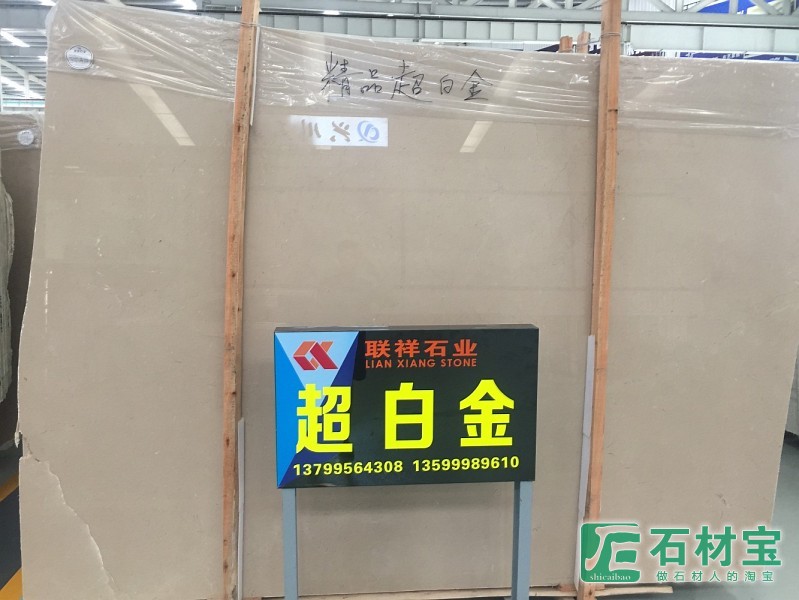 精品超白金
联祥石业
LIAN XIANG STONE
超白金
13799564308 13599989610
石材宝
shicaibao
做石材人的淘宝